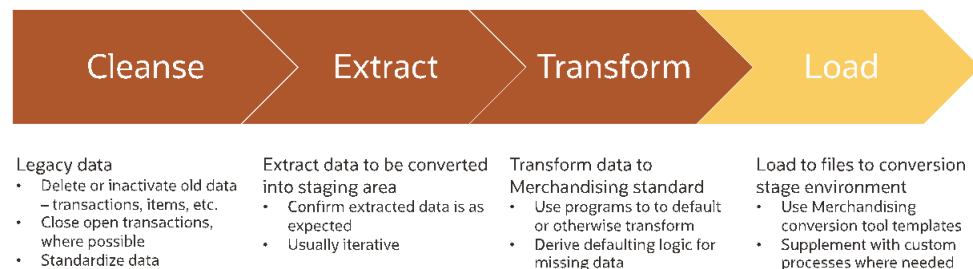 Cleanse
Extract
Transform
Load
Legacy data
• Delete or inactivate old data
– transactions, items, etc.
• Close open transactions,
where possible
• Standardize data
Extract data to be converted
into staging area
• Confirm extracted data is as
expected
• Usually iterative
Transform data to
Merchandising standard
• Use programs to to default
or otherwise transform
• Derive defaulting logic for
missing data
Load to files to conversion
stage environment
• Use Merchandising
conversion tool templates
• Supplement with custom
processes where needed